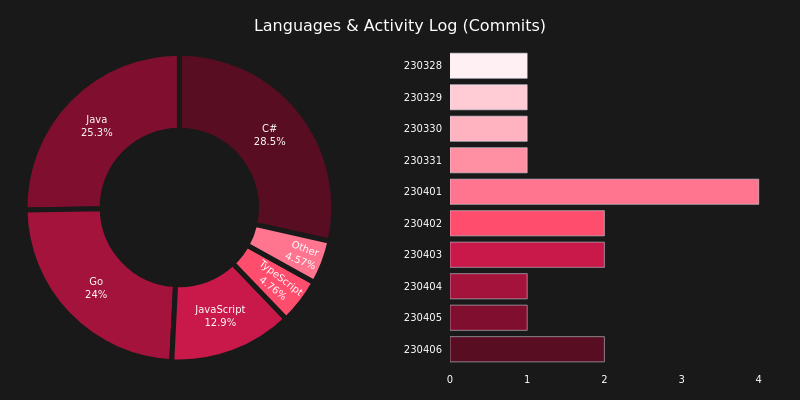 Languages & Activity Log (Commits)
Java
25.3%
C#
28.5%
Other
4.57%
TypeScript
4.76%
Go
24%
JavaScript
12.9%
230328
230329
230330
230331
230401
230402
230403
230404
230405
230406
0 1 2 3 4